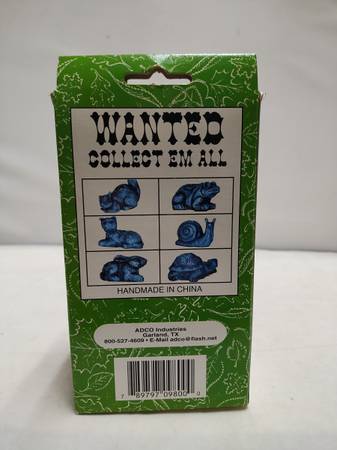 WANTED
COLLECT EM ALL
HANDMADE IN CHINA
ADCO Industries
Garland, TX
800-527-4609 • E-Mail adco@flash.net
7 89797 09800 0